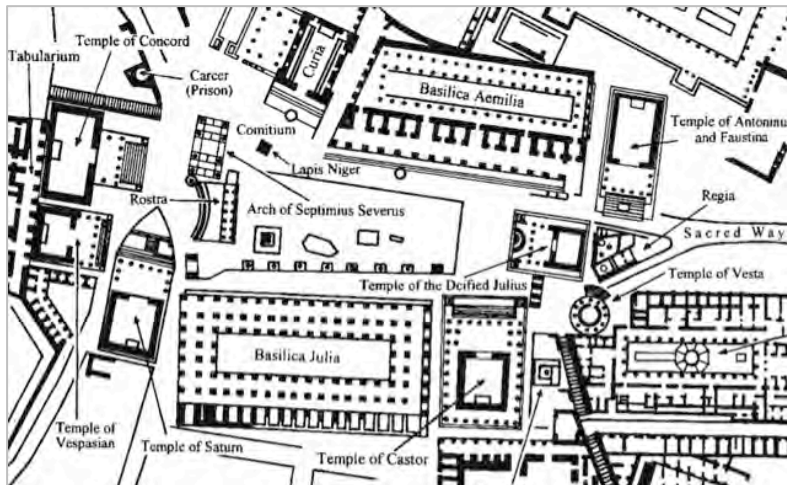 Temple of Concord
Tabularium
Carcer
(Prison)
Curia
Basilica Aemilia
Comitium
Lapis Niger
Temple of Antoninu
and Faustina
Rostra
Arch of Septimius Severus
Regia
Sacred Way
Temple of the Deified Julius
Temple of Vesta
Basilica Julia
Temple of
Vespasian
Temple of Saturn
Temple of Castor